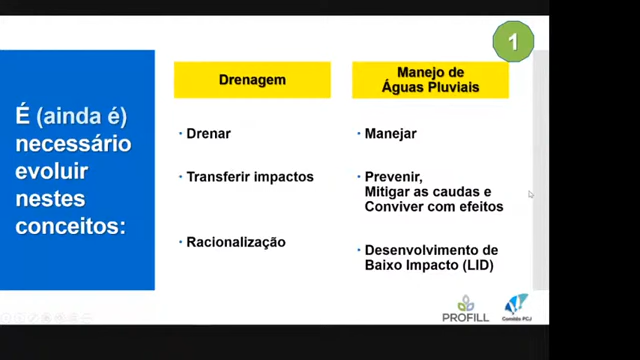 1
É (ainda é)
necessário
evoluir
nestes
conceitos:
Drenagem
• Drenar
• Transferir impactos
• Racionalização
Manejo de
Águas Pluviais
• Manejar
• Prevenir,
Mitigar as caudas e
Conviver com efeitos
• Desenvolvimento de
Baixo Impacto (LID)
PROFILL
Comitês PCJ